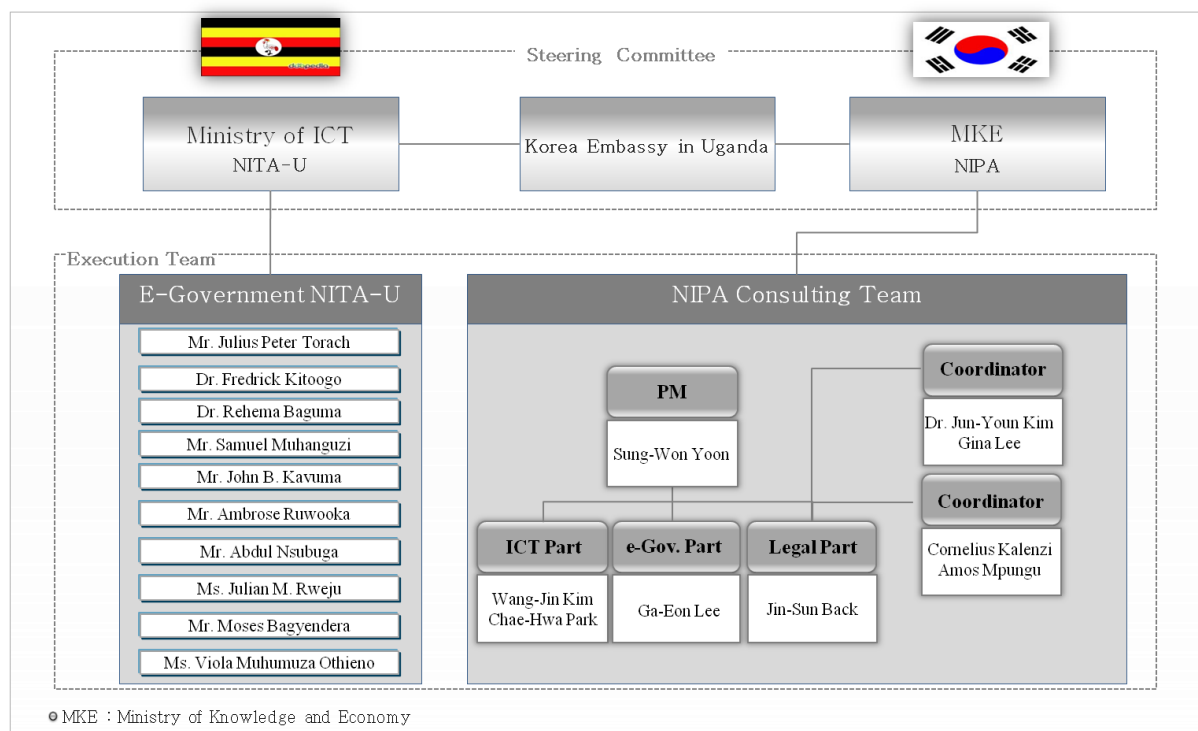 Steering Committee
Ministry of ICT
NITA-U
Korea Embassy in Uganda
MKE
NIPA
Execution Team
E-Government NITA-U
Mr. Julius Peter Torach
Dr. Fredrick Kitoogo
Dr. Rehema Baguma
Mr. Samuel Muhanguzi
Mr. John B. Kavuma
Mr. Ambrose Ruwooka
Mr. Abdul Nsubuga
Ms. Julian M. Rweju
Mr. Moses Bagyendera
Ms. Viola Muhumuza Othieno
NIPA Consulting Team
PM
Sung-Won Yoon
Coordinator
Dr. Jun-Youn Kim
Gina Lee
Coordinator
Cornelius Kalenzi
Amos Mpungu
ICT Part
Wang-Jin Kim
Chae-Hwa Park
e-Gov. Part
Ga-Eon Lee
Legal Part
Jin-Sun Back
MKE : Ministry of Knowledge and Economy